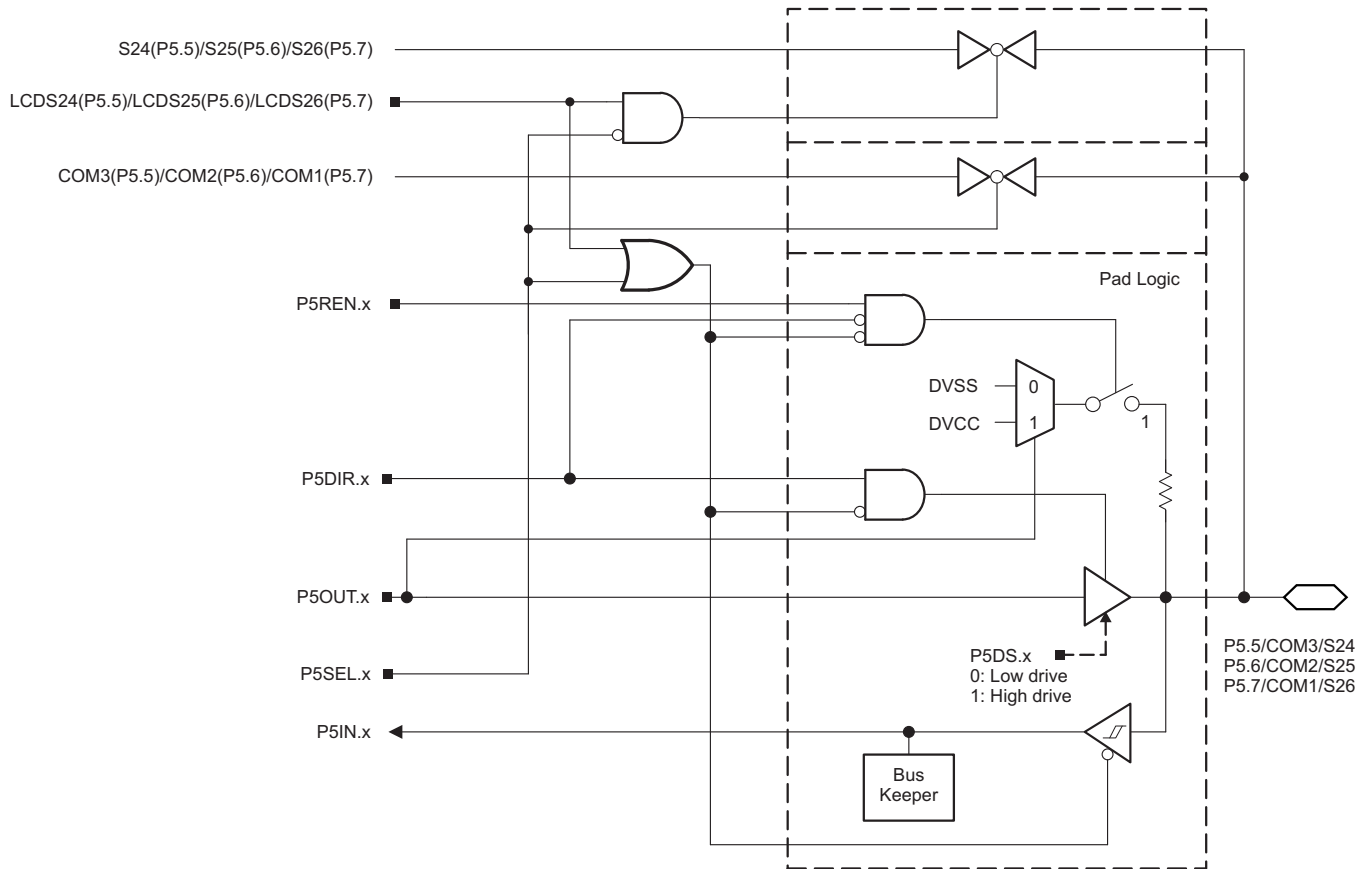 S24(P5.5)/S25(P5.6)/S26(P5.7)
LCDS24(P5.5)/LCDS25(P5.6)/LCDS26(P5.7)
COM3(P5.5)/COM2(P5.6)/COM1(P5.7)
Pad Logic
P5REN.x
DVSS
0
DVCC
1
1
P5DIR.x
P5OUT.x
P5DS.x
0: Low drive
1: High drive
P5.5/COM3/S24
P5.6/COM2/S25
P5.7/COM1/S26
P5SEL.x
P5IN.x
Bus
Keeper